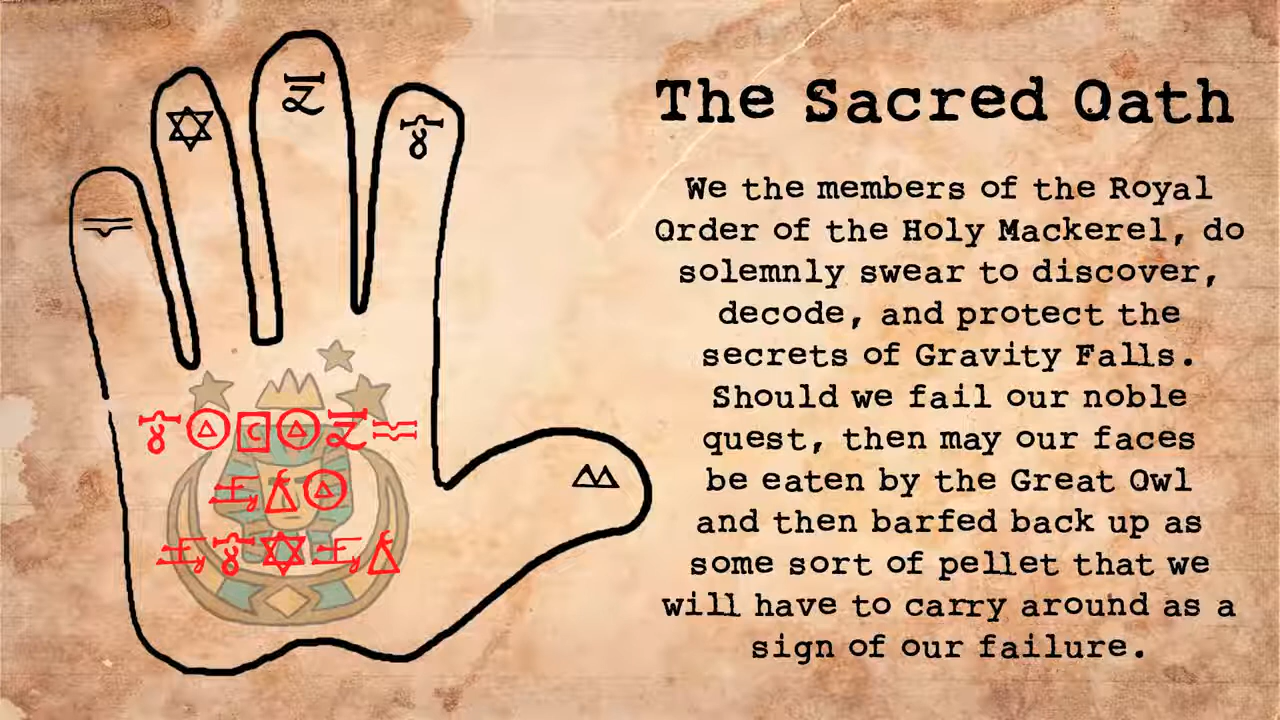 The Sacred Oath
We the members of the Royal
Order of the Holy Mackerel, do
solemnly swear to discover,
decode, and protect the
secrets of Gravity Falls.
Should we fail our noble
quest, then may our faces
be eaten by the Great Owl
and then barfed back up as
some sort of pellet that we
will have to carry around as a
sign of our failure.